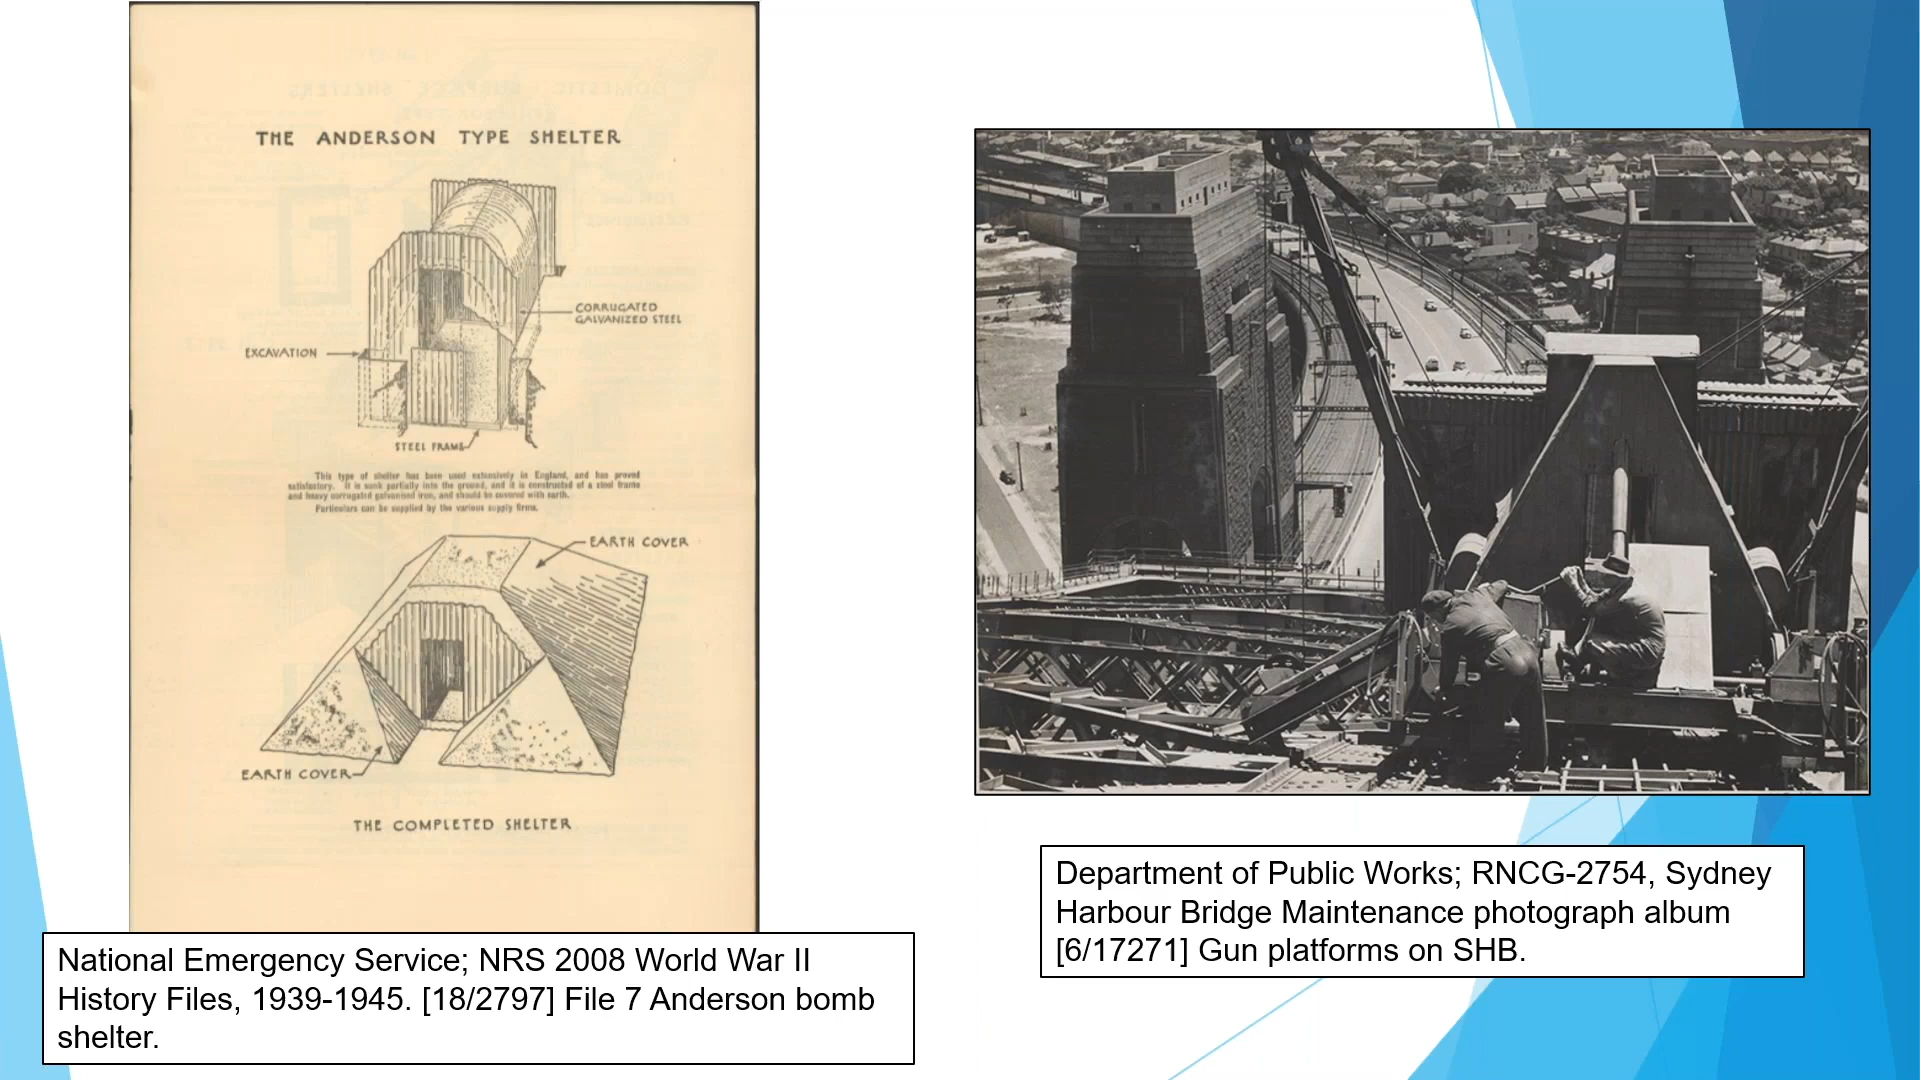 THE ANDERSON TYPE SHELTER
CORRUGATED
GALVANIZED STEEL
EXCAVATION
STEEL FRAME
This type of shelter has been used extensively in England, and has proved
satisfactory. It is sunk partially into the ground, and it is constructed of a steel frame
and heavy corrugated galvanised iron, and should be covered with earth.
Particulars can be supplied by the various supply firms.
EARTH COVER
EARTH COVER
THE COMPLETED SHELTER
National Emergency Service; NRS 2008 World War II
History Files, 1939-1945. [18/2797] File 7 Anderson bomb
shelter.
Department of Public Works; RNCG-2754, Sydney
Harbour Bridge Maintenance photograph album
[6/17271] Gun platforms on SHB.